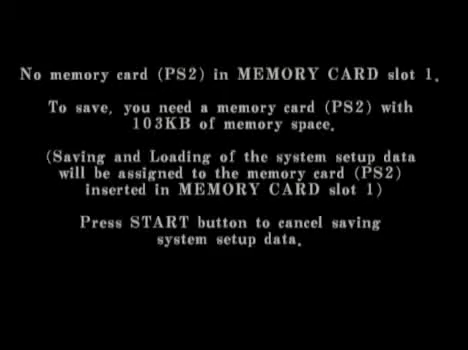 No memory card (PS2) in MEMORY CARD slot 1.
To save, you need a memory card (PS2) with
103KB of memory space.
(Saving and Loading of the system setup data
will be assigned to the memory card (PS2)
inserted in MEMORY CARD slot 1)
Press START button to cancel saving
system setup data.